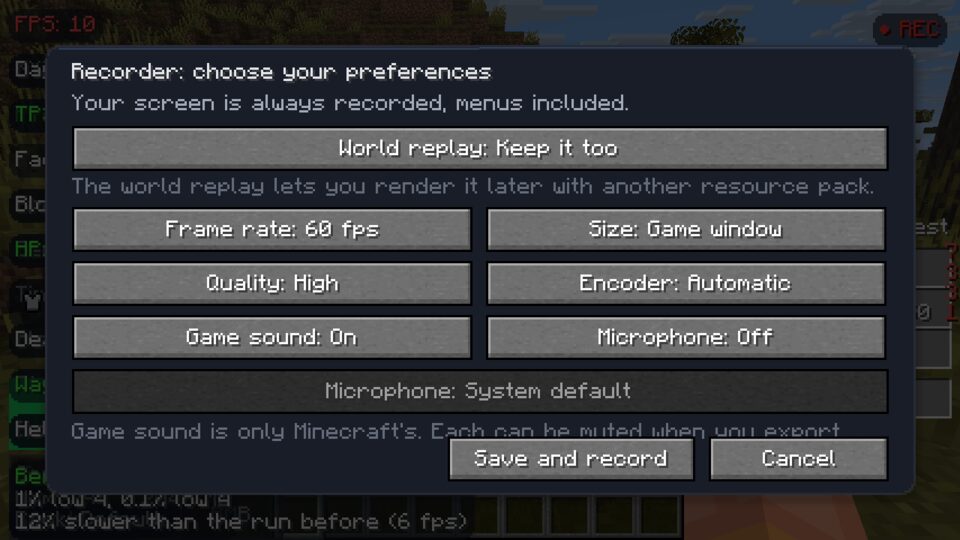 FPS: 10
REC
Recorder: choose your preferences
Your screen is always recorded, menus included.
World replay: Keep it too
The world replay lets you render it later with another resource pack.
Frame rate: 60 fps
Size: Game window
Quality: High
Encoder: Automatic
Game sound: On
Microphone: Off
Microphone: System default
Game sound is only Minecraft's. Each can be muted when you export
Save and record
Cancel
1% low 4, 0.1% low 4
12% slower than the run before (6 fps)